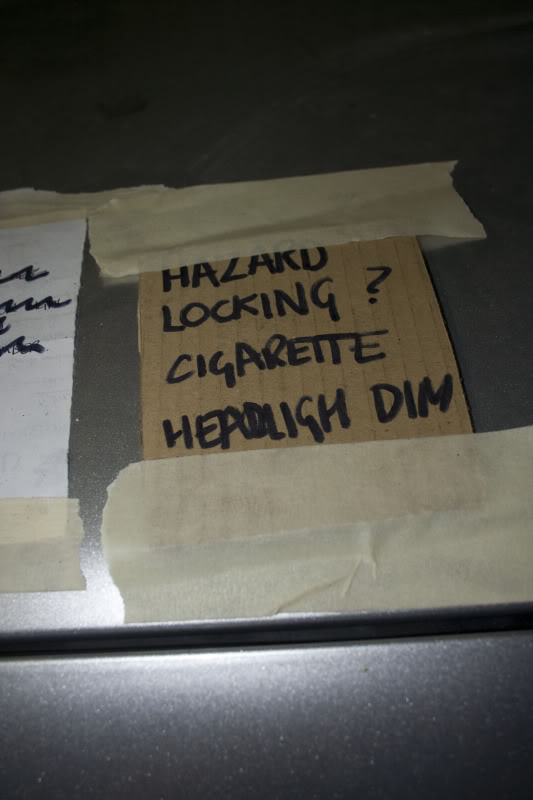 HAZARD
LOCKING ?
CIGARETTE
HEADLIGH DIM